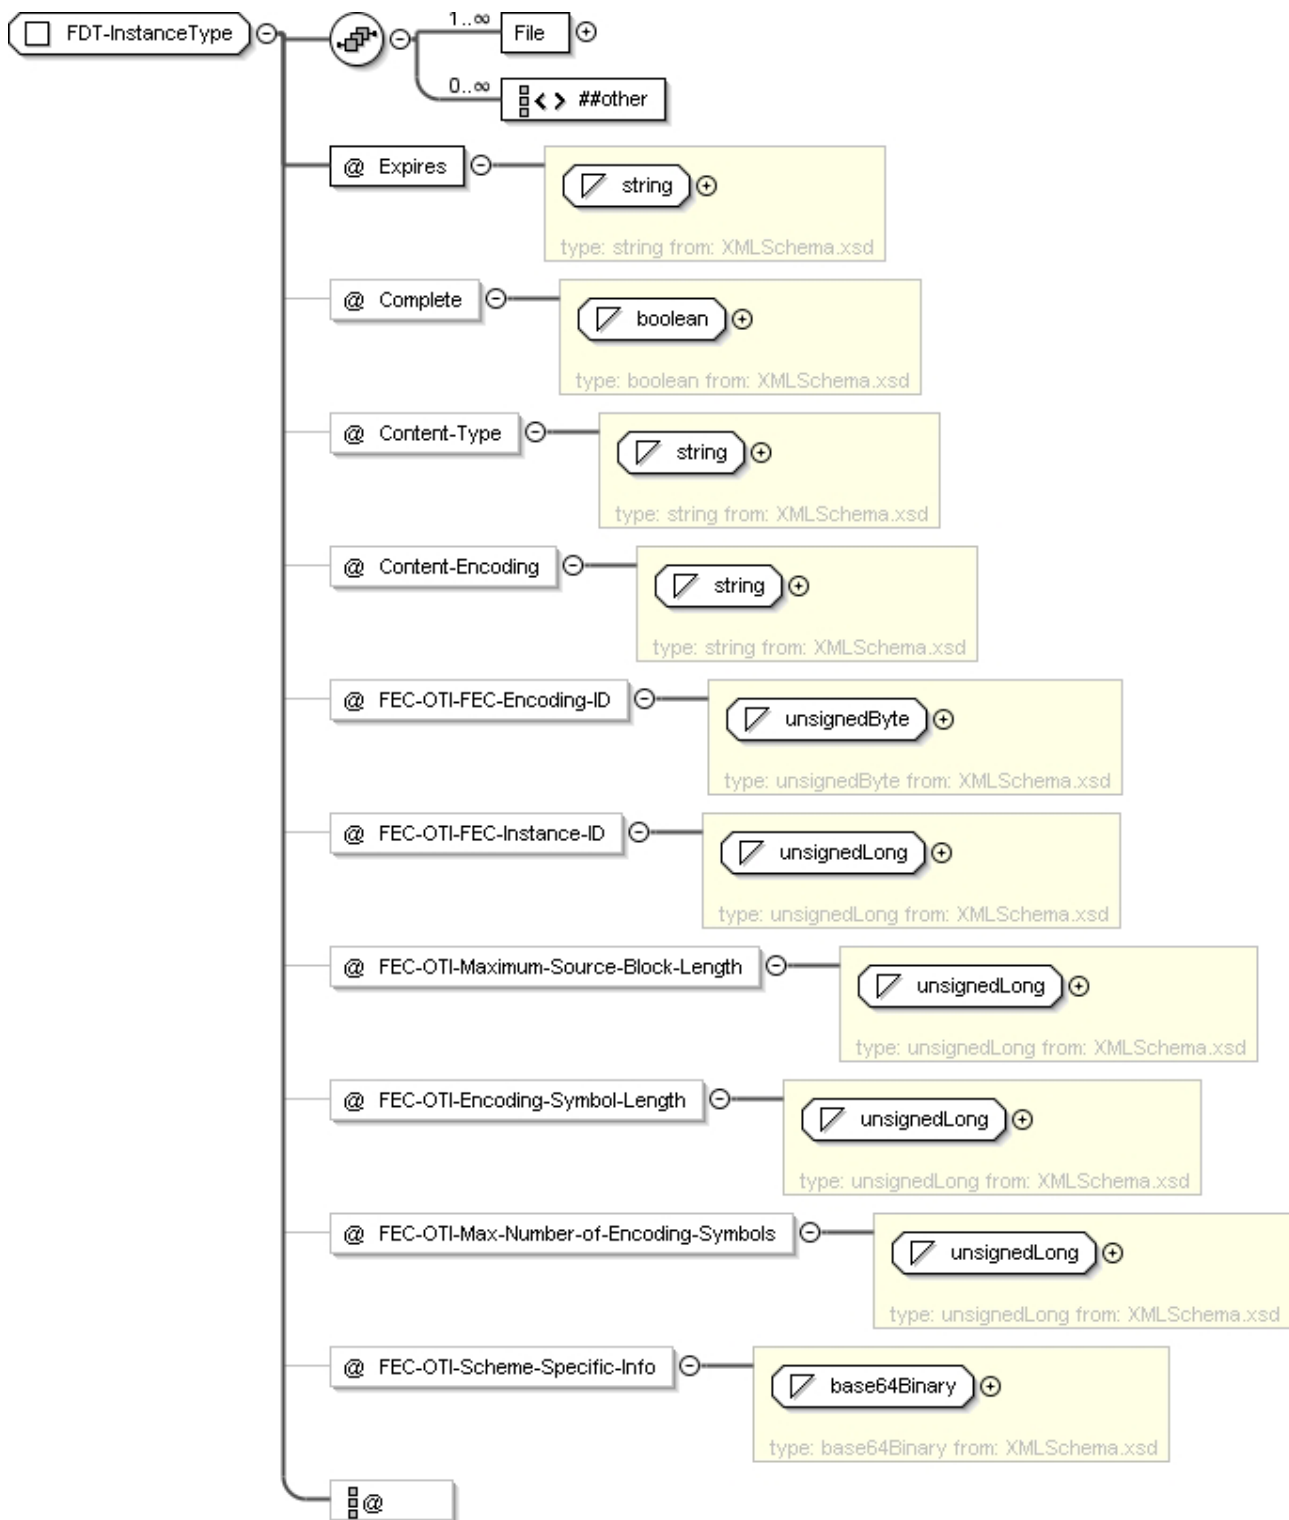 FDT-InstanceType
1..∞
File
0..∞
##other
@ Expires
string
type: string from: XMLSchema.xsd
@ Complete
boolean
type: boolean from: XMLSchema.xsd
@ Content-Type
string
type: string from: XMLSchema.xsd
@ Content-Encoding
string
type: string from: XMLSchema.xsd
@ FEC-OTI-FEC-Encoding-ID
unsignedByte
type: unsignedByte from: XMLSchema.xsd
@ FEC-OTI-FEC-Instance-ID
unsignedLong
type: unsignedLong from: XMLSchema.xsd
@ FEC-OTI-Maximum-Source-Block-Length
unsignedLong
type: unsignedLong from: XMLSchema.xsd
@ FEC-OTI-Encoding-Symbol-Length
unsignedLong
type: unsignedLong from: XMLSchema.xsd
@ FEC-OTI-Max-Number-of-Encoding-Symbols
unsignedLong
type: unsignedLong from: XMLSchema.xsd
@ FEC-OTI-Scheme-Specific-Info
base64Binary
type: base64Binary from: XMLSchema.xsd
@